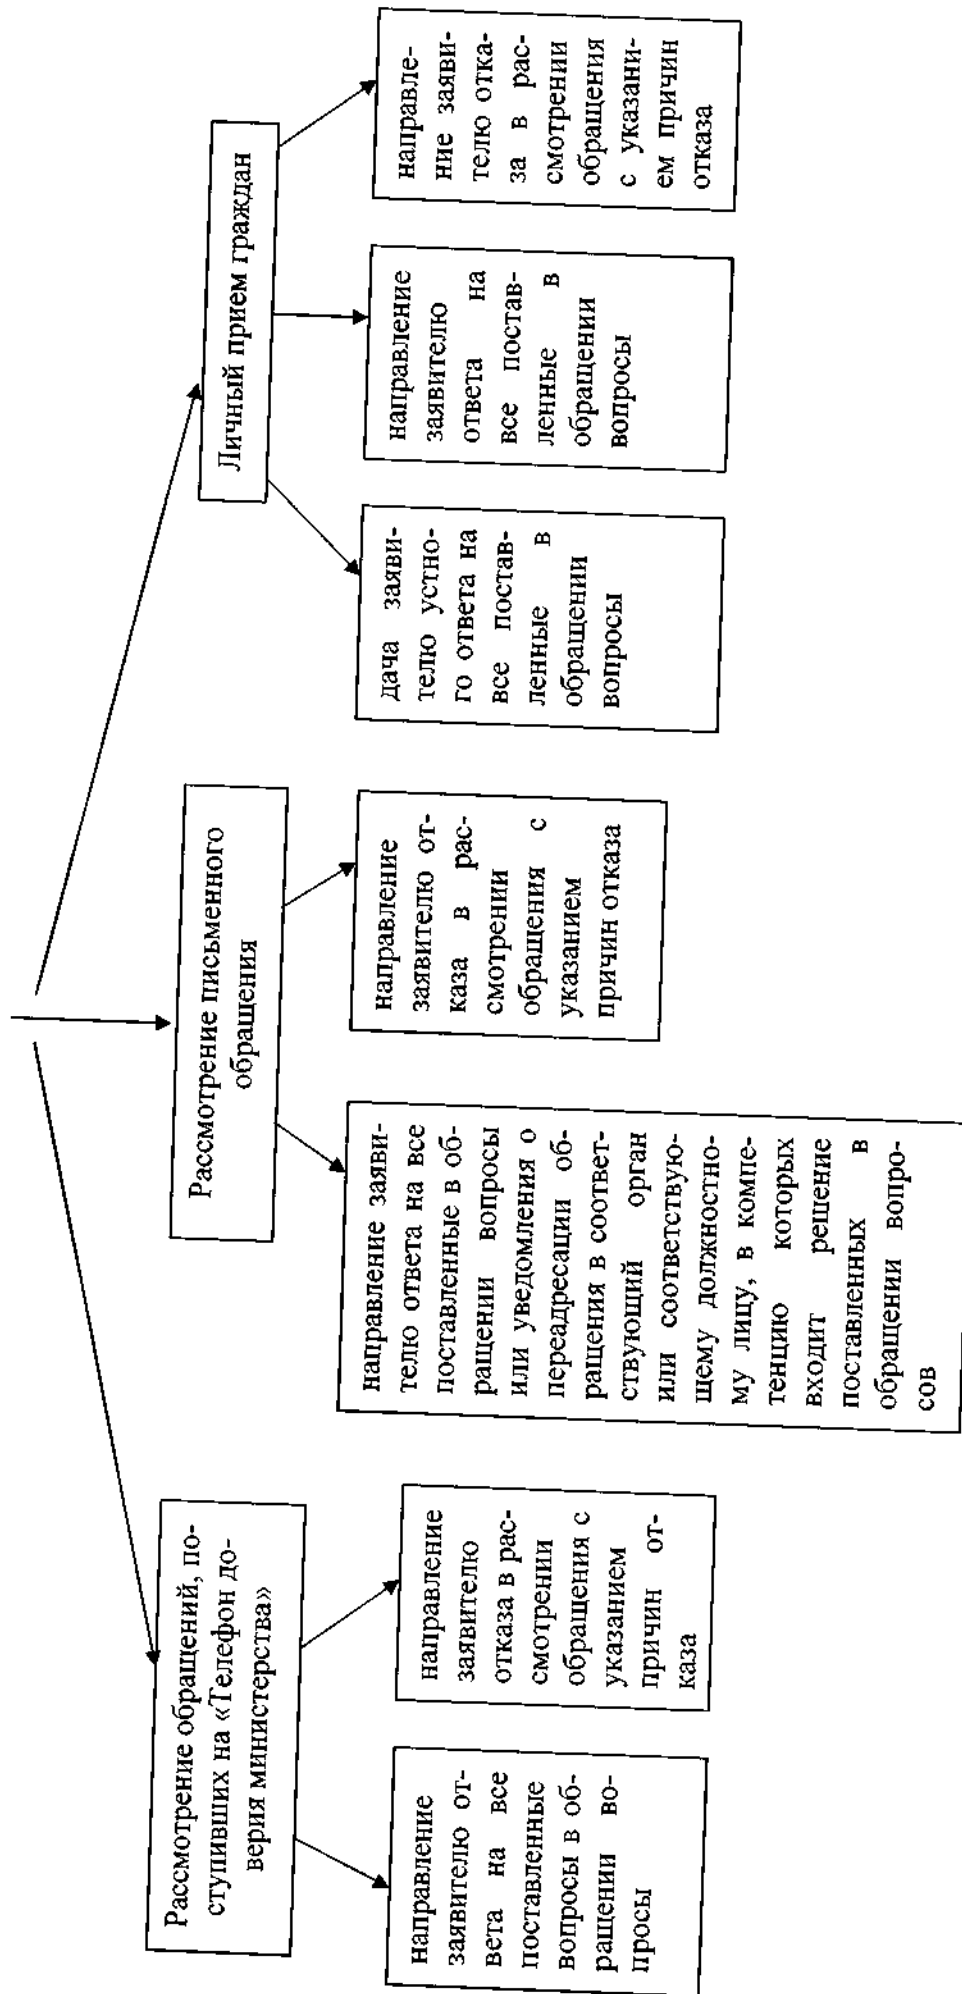 Рассмотрение обращений, по-
ступивших на «Телефон до-
верия министерства»
направление
заявителю от-
вета на все
поставленные
вопросы в об-
ращении во-
просы
направление
заявителю
отказа в рас-
смотрении
обращения с
указанием
причин от-
каза
Рассмотрение письменного
обращения
направление заяви-
телю ответа на все
поставленные в об-
ращении вопросы
или уведомления о
переадресации об-
ращения в соответ-
ствующий орган
или соответствую-
щему должностно-
му лицу, в компе-
тенцию которых
входит решение
поставленных в
обращении вопро-
сов
направление
заявителю от-
каза в рас-
смотрении
обращения с
указанием
причин отказа
Личный прием граждан
дача заяви-
телю устно-
го ответа на
все постав-
ленные в
обращении
вопросы
направление
заявителю
ответа на
все постав-
ленные в
обращении
вопросы
направле-
ние заяви-
телю отка-
за в рас-
смотрении
обращения
с указани-
ем причин
отказа